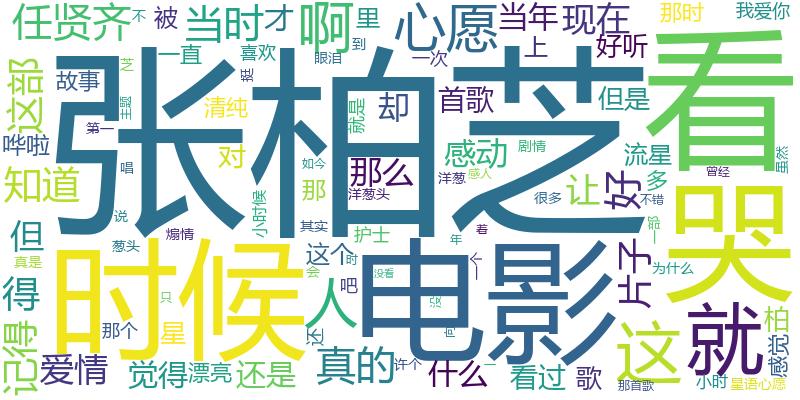 任贤齐
不
被
当时
才
啊
里
心愿
当年
现在
那时
我爱你
一直
喜欢
眼泪
到
一次
上
好听
看
这部
故事
芝
主题
清纯
挺
就是
却
首歌
但是
哗啦
第一
张柏芝
对
感动
剧情
流星
曾经
虽然
知道
唱
如今
那么
洋葱
感人
多
洋葱头
那
很多
让
好
不错
哭
但
说
葱头
煽情
小时候
其实
护士
年
着
真是
时候
这个
时
电影
一个
片子
为什么
得
会
吧
没看
没
人
只
那个
星
还
这
就
柏
感觉
记得
爱情
觉得
漂亮
还是
真的
许个
什么
一
看过
歌
那首歌
小时
星语心愿